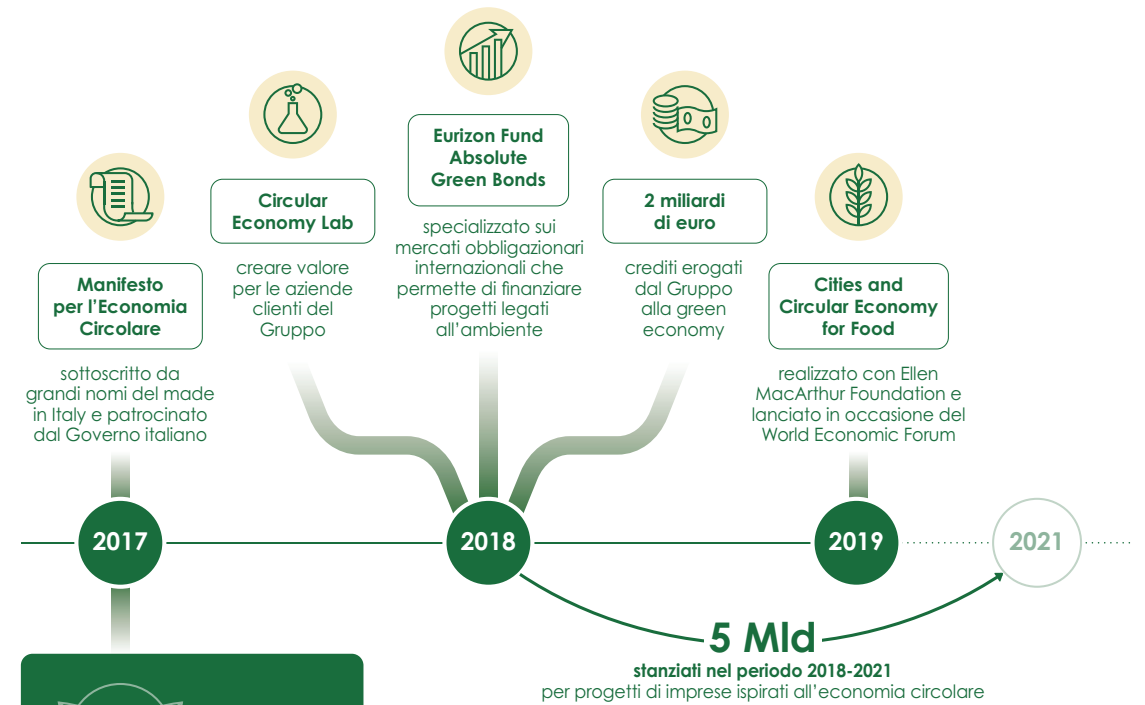 Manifesto
per l'Economia
Circolare
sottoscritto da
grandi nomi del made
in Italy e patrocinato
dal Governo italiano
Circular
Economy Lab
creare valore
per le aziende
clienti del
Gruppo
Eurizon Fund
Absolute
Green Bonds
specializzato sui
mercati obbligazionari
internazionali che
permette di finanziare
progetti legati
all'ambiente
2 miliardi
di euro
crediti erogati
dal Gruppo
alla green
economy
Cities and
Circular Economy
for Food
realizzato con Ellen
MacArthur Foundation e
lanciato in occasione del
World Economic Forum
2017
2018
2019
2021
5 Mld
stanziati nel periodo 2018-2021
per progetti di imprese ispirati all'economia circolare